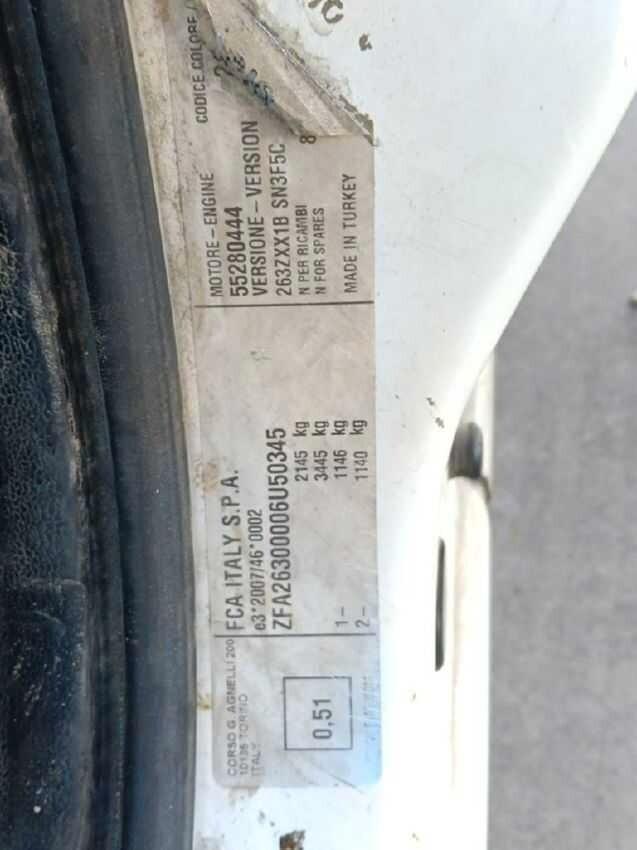 CORSO G. AGNELLI 200
10135 TORINO
ITALY
0,51
FCA ITALY S.P.A.
e3*2007/46*0002
ZFA26300006U50345
2145 kg
3445 kg
1- 1146 kg
2- 1140 kg
MOTORE-ENGINE
55280444
VERSIONE-VERSION
263ZXX1B SN3F5C
N PER RICAMBI
N FOR SPARES
MADE IN TURKEY
CODICE COLORE